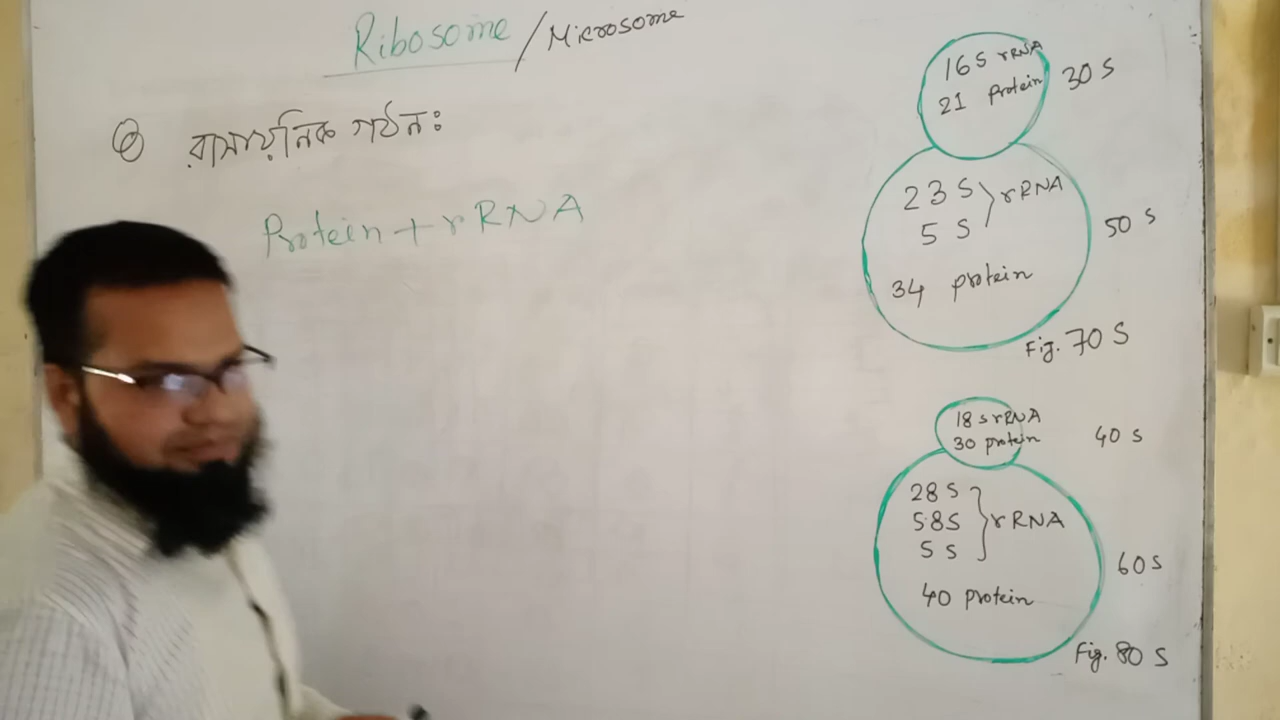 Ribosome / Microsome
রাসায়নিক গঠন:
Protein + rRNA
16S rRNA
21 Protein
30 S
23 S
5 S
rRNA
34 protein
50 S
Fig. 70 S
18 s rRNA
30 protein
40 s
28 S
5.8S
5 s
rRNA
40 protein
60 s
Fig. 80 S